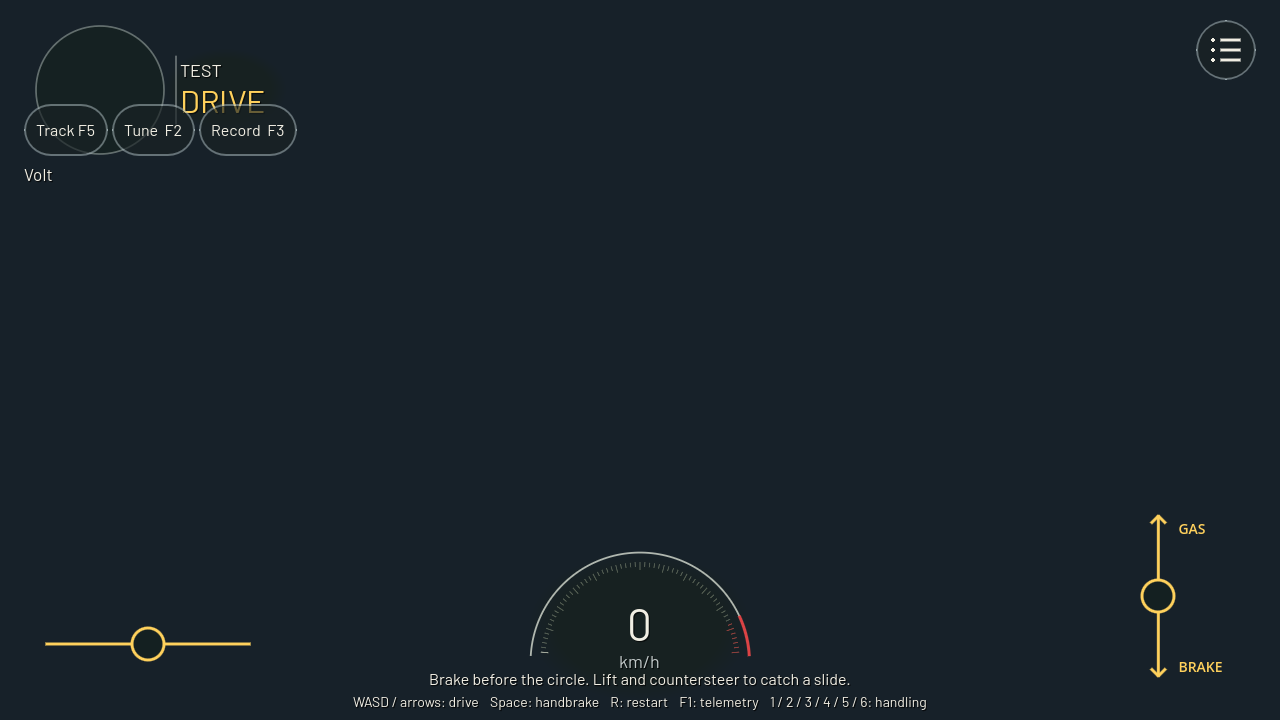 TEST
DRIVE
Track F5
Tune F2
Record F3
Volt
GAS
0
km/h
BRAKE
Brake before the circle. Lift and countersteer to catch a slide.
WASD / arrows: drive Space: handbrake R: restart F1: telemetry 1 / 2 / 3 / 4 / 5 / 6: handling